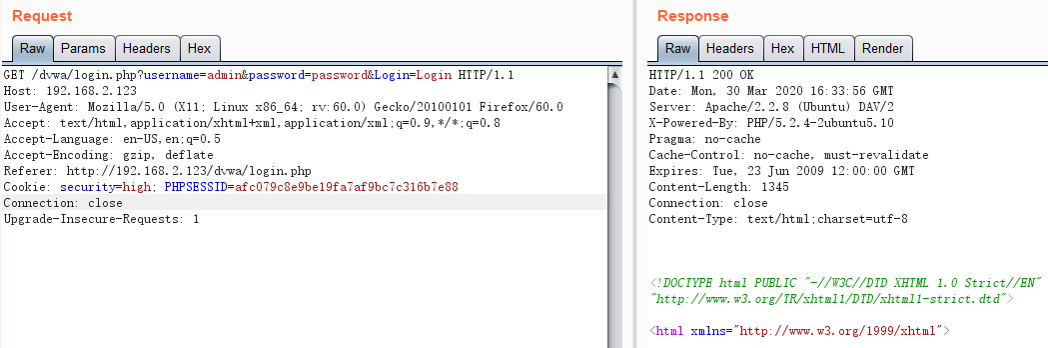 Request
Raw Params Headers Hex
GET /dvwa/login.php?username=admin&password=password&Login=Login HTTP/1.1
Host: 192.168.2.123
User-Agent: Mozilla/5.0 (X11; Linux x86_64; rv:60.0) Gecko/20100101 Firefox/60.0
Accept: text/html,application/xhtml+xml,application/xml;q=0.9,*/*;q=0.8
Accept-Language: en-US,en;q=0.5
Accept-Encoding: gzip, deflate
Referer: http://192.168.2.123/dvwa/login.php
Cookie: security=high; PHPSESSID=afc079c8e9be19fa7af9bc7c316b7e88
Connection: close
Upgrade-Insecure-Requests: 1
Response
Raw Headers Hex HTML Render
HTTP/1.1 200 OK
Date: Mon, 30 Mar 2020 16:33:56 GMT
Server: Apache/2.2.8 (Ubuntu) DAV/2
X-Powered-By: PHP/5.2.4-2ubuntu5.10
Pragma: no-cache
Cache-Control: no-cache, must-revalidate
Expires: Tue, 23 Jun 2009 12:00:00 GMT
Content-Length: 1345
Connection: close
Content-Type: text/html;charset=utf-8
<!DOCTYPE html PUBLIC "-//W3C//DTD XHTML 1.0 Strict//EN"
"http://www.w3.org/TR/xhtml1/DTD/xhtml1-strict.dtd">
<html xmlns="http://www.w3.org/1999/xhtml">